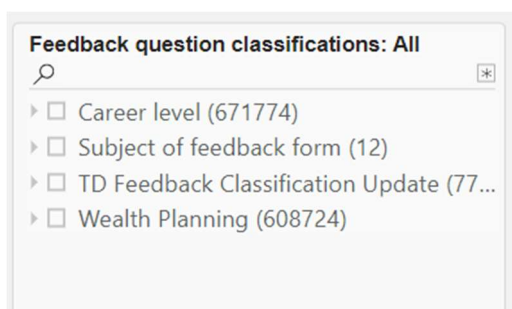 Feedback question classifications: All
Career level (671774)
Subject of feedback form (12)
TD Feedback Classification Update (77...
Wealth Planning (608724)